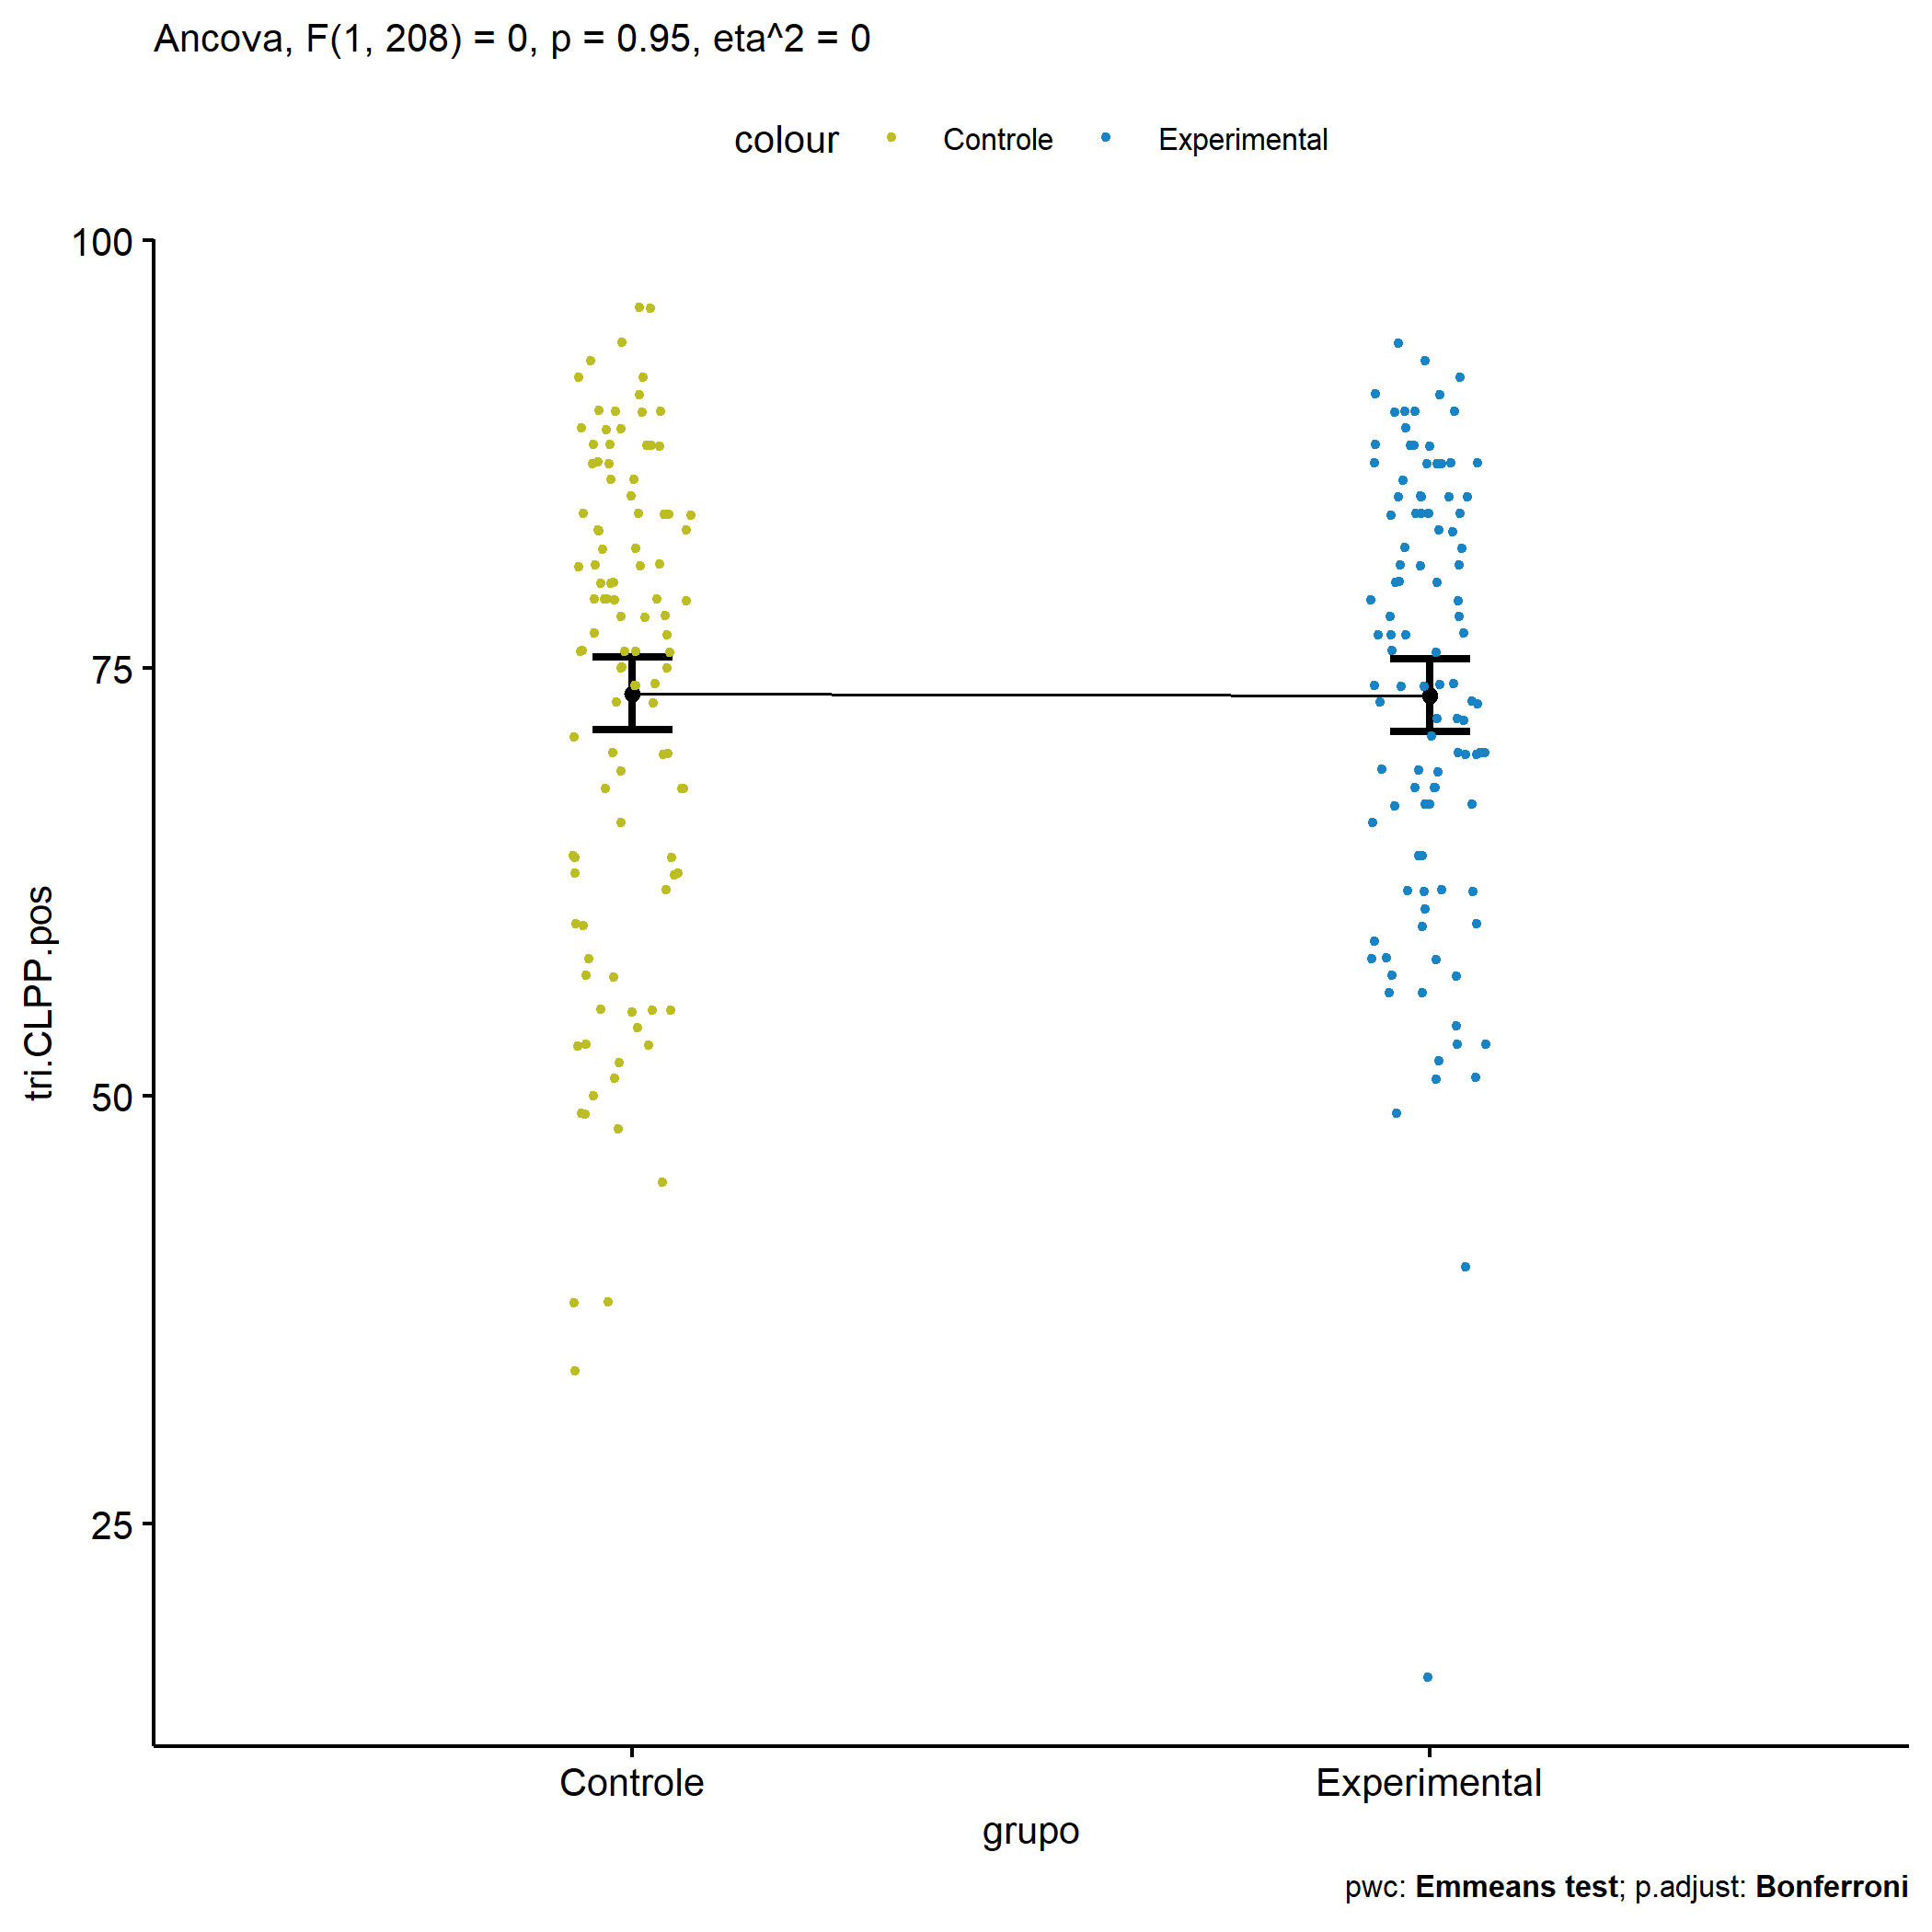 Ancova, F(1, 208) = 0, p = 0.95, eta^2 = 0
colour Controle Experimental
100
75
50
25
tri.CLPP.pos
Controle Experimental
grupo
pwc: Emmeans test; p.adjust: Bonferroni